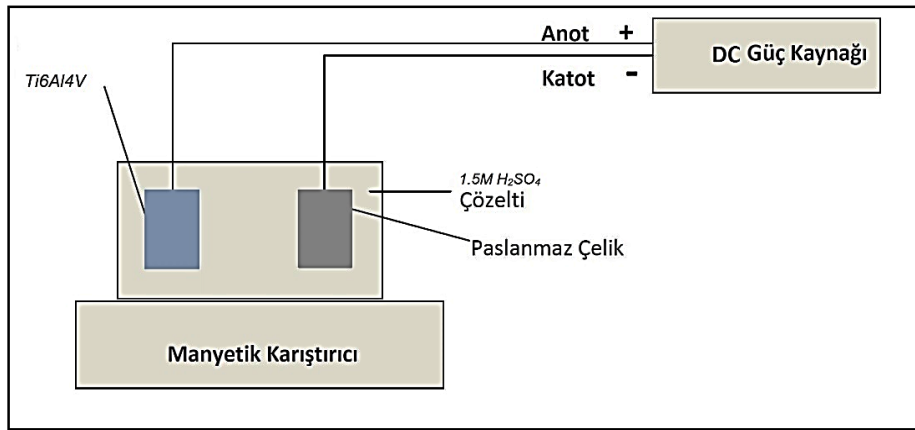 Anot +
DC Güç Kaynağı
Katot -
Ti6Al4V
1.5M H₂SO₄
Çözelti
Paslanmaz Çelik
Manyetik Karıştırıcı